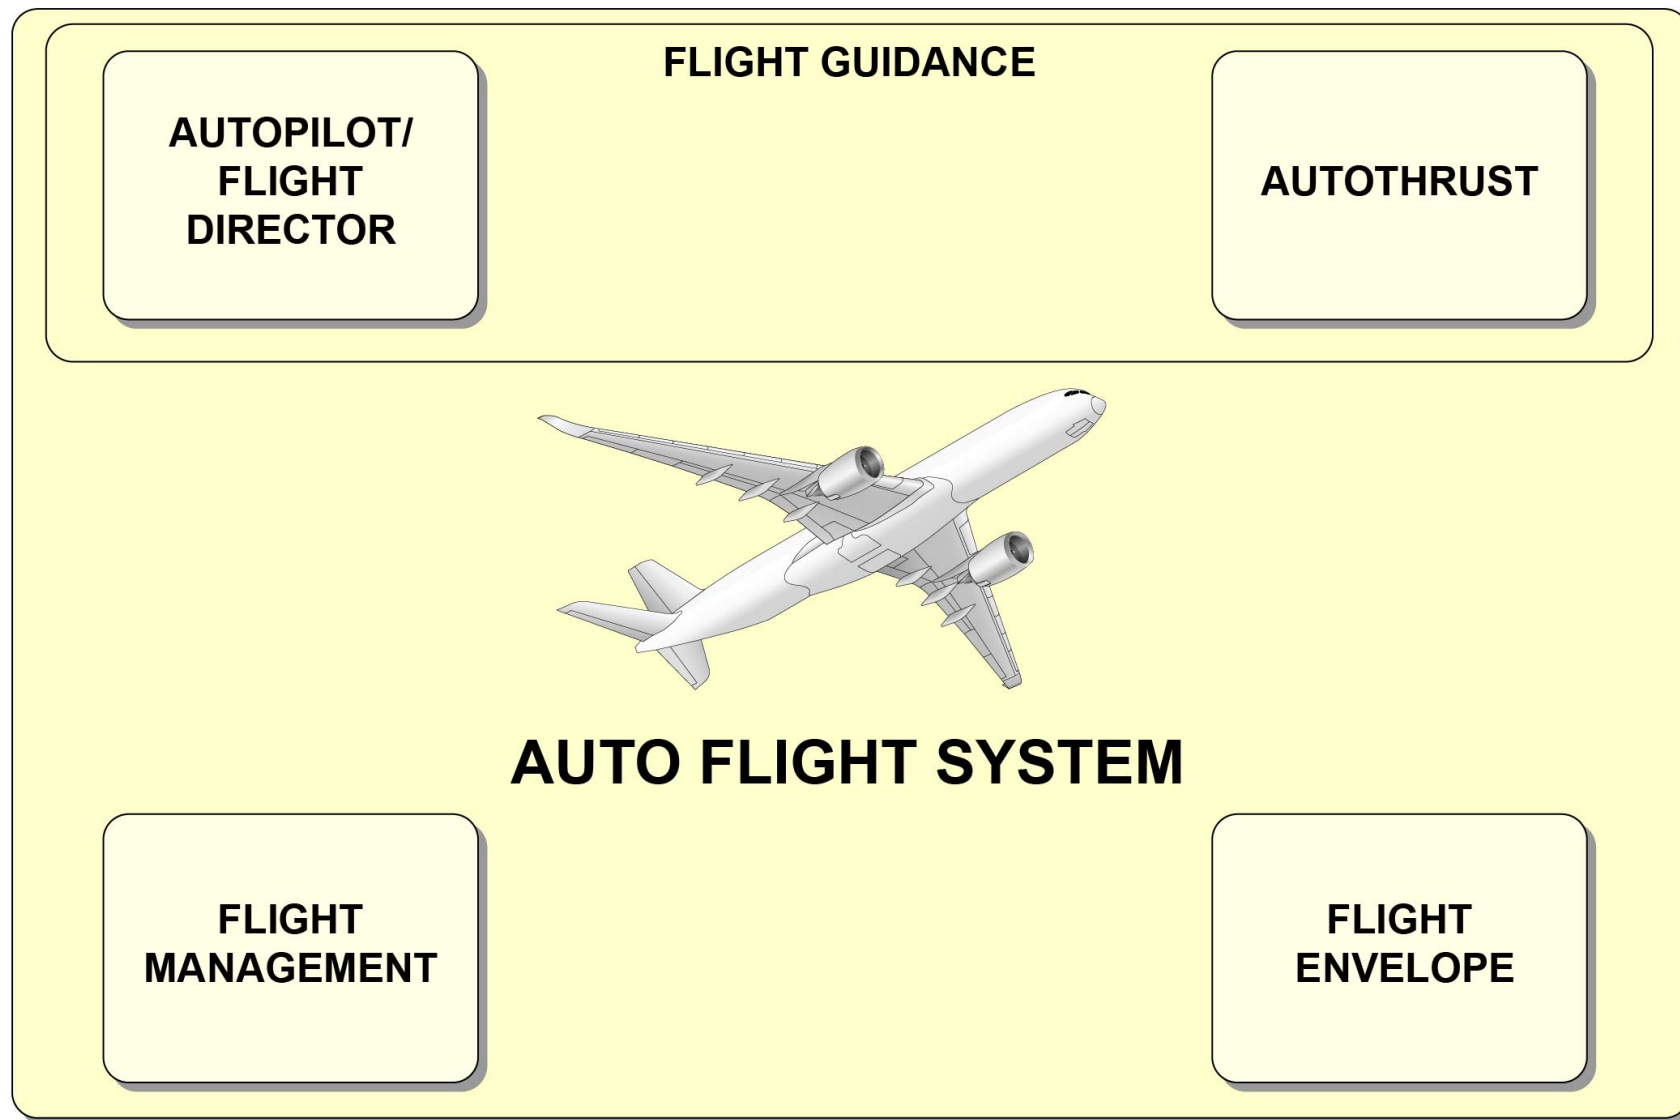 FLIGHT GUIDANCE
AUTOPILOT/
FLIGHT
DIRECTOR
AUTOTHRUST
AUTO FLIGHT SYSTEM
FLIGHT
MANAGEMENT
FLIGHT
ENVELOPE